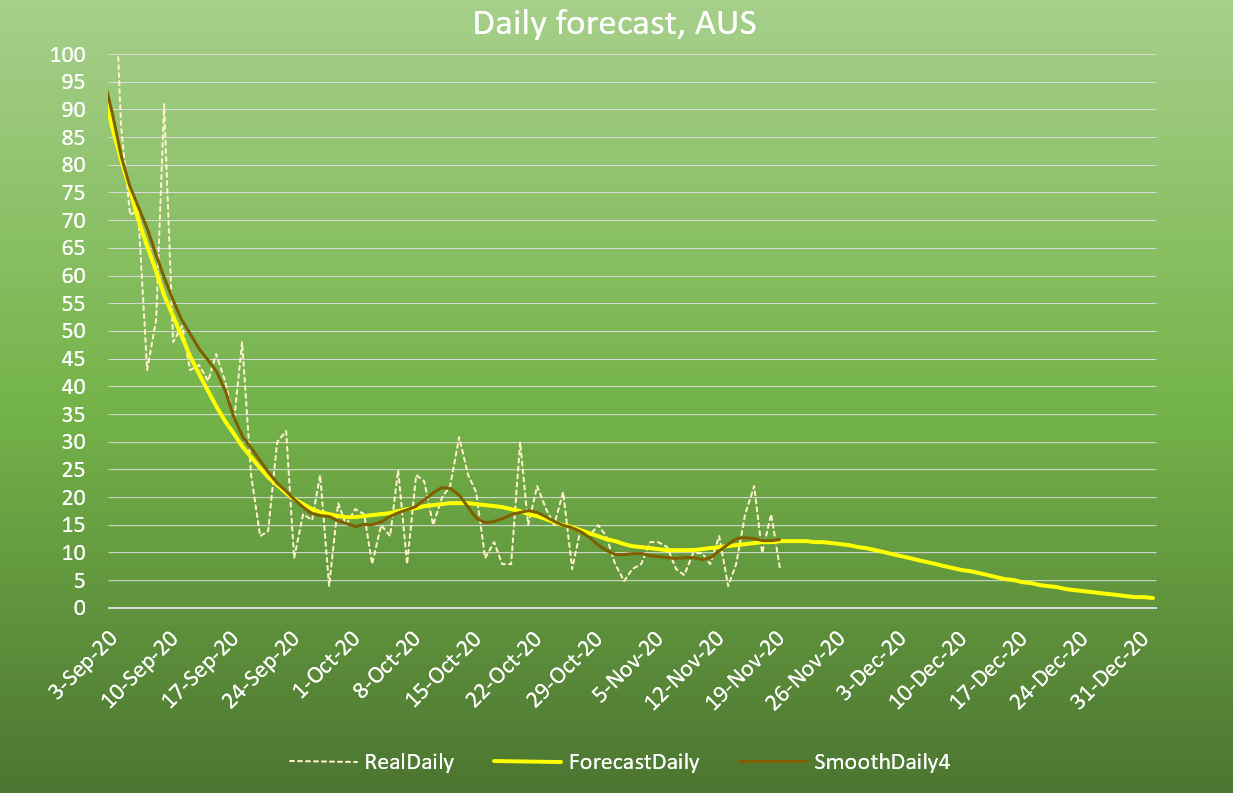 Daily forecast, AUS
100
95
90
85
80
75
70
65
60
55
50
45
40
35
30
25
20
15
10
5
0
3-Sep-20
10-Sep-20
17-Sep-20
24-Sep-20
1-Oct-20
8-Oct-20
15-Oct-20
22-Oct-20
29-Oct-20
5-Nov-20
12-Nov-20
19-Nov-20
26-Nov-20
3-Dec-20
10-Dec-20
17-Dec-20
24-Dec-20
31-Dec-20
RealDaily ForecastDaily SmoothDaily4